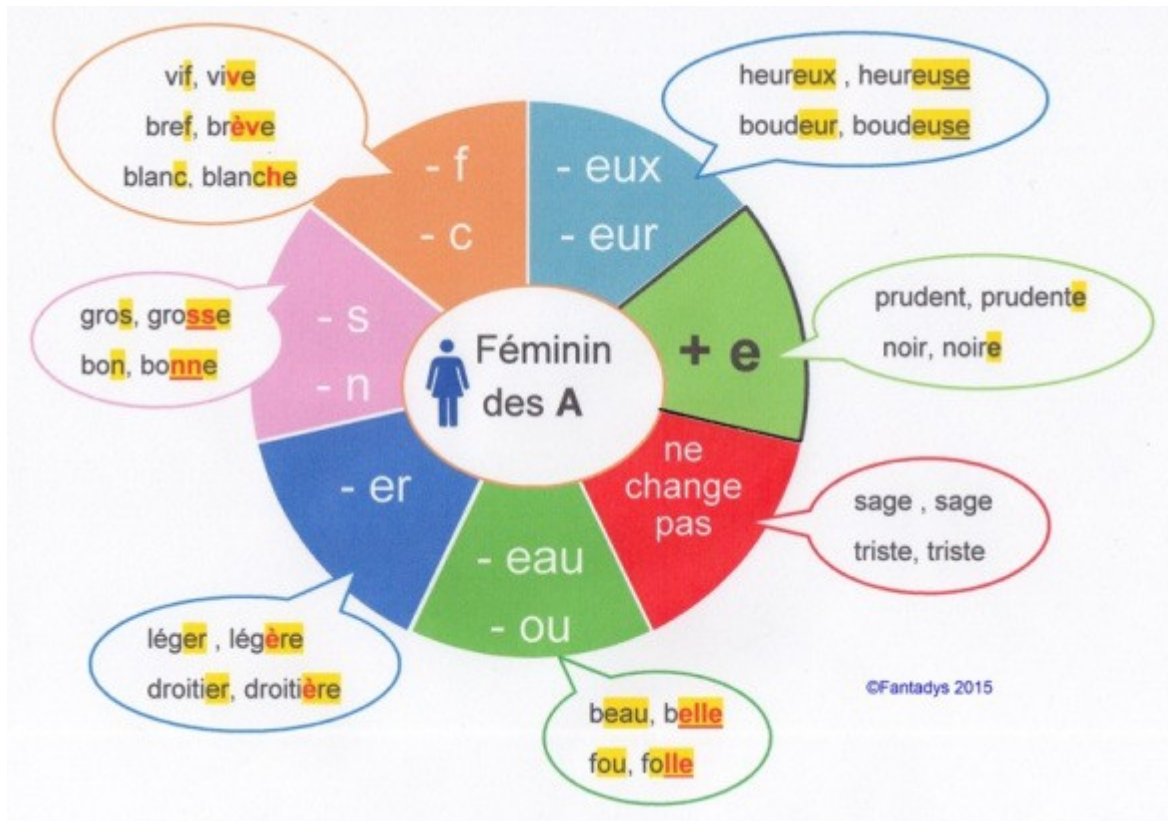 vif, vive
bref, brève
blanc, blanche
- f
- c
heureux , heureuse
boudeur, boudeuse
- eux
- eur
gros, grosse
bon, bonne
- s
- n
Féminin
des A
+ e
prudent, prudente
noir, noire
- er
ne
change
pas
sage , sage
triste, triste
- eau
- ou
léger , légère
droitier, droitière
beau, belle
fou, folle
©Fantadys 2015